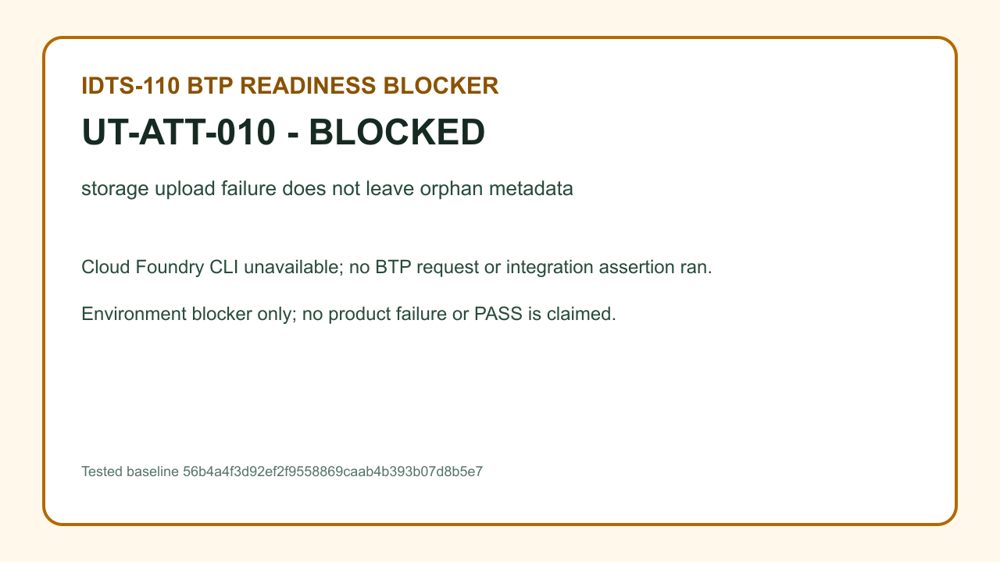 IDTS-110 BTP READINESS BLOCKER
UT-ATT-010 - BLOCKED
storage upload failure does not leave orphan metadata
Cloud Foundry CLI unavailable; no BTP request or integration assertion ran.
Environment blocker only; no product failure or PASS is claimed.
Tested baseline 56b4a4f3d92ef2f9558869caab4b393b07d8b5e7